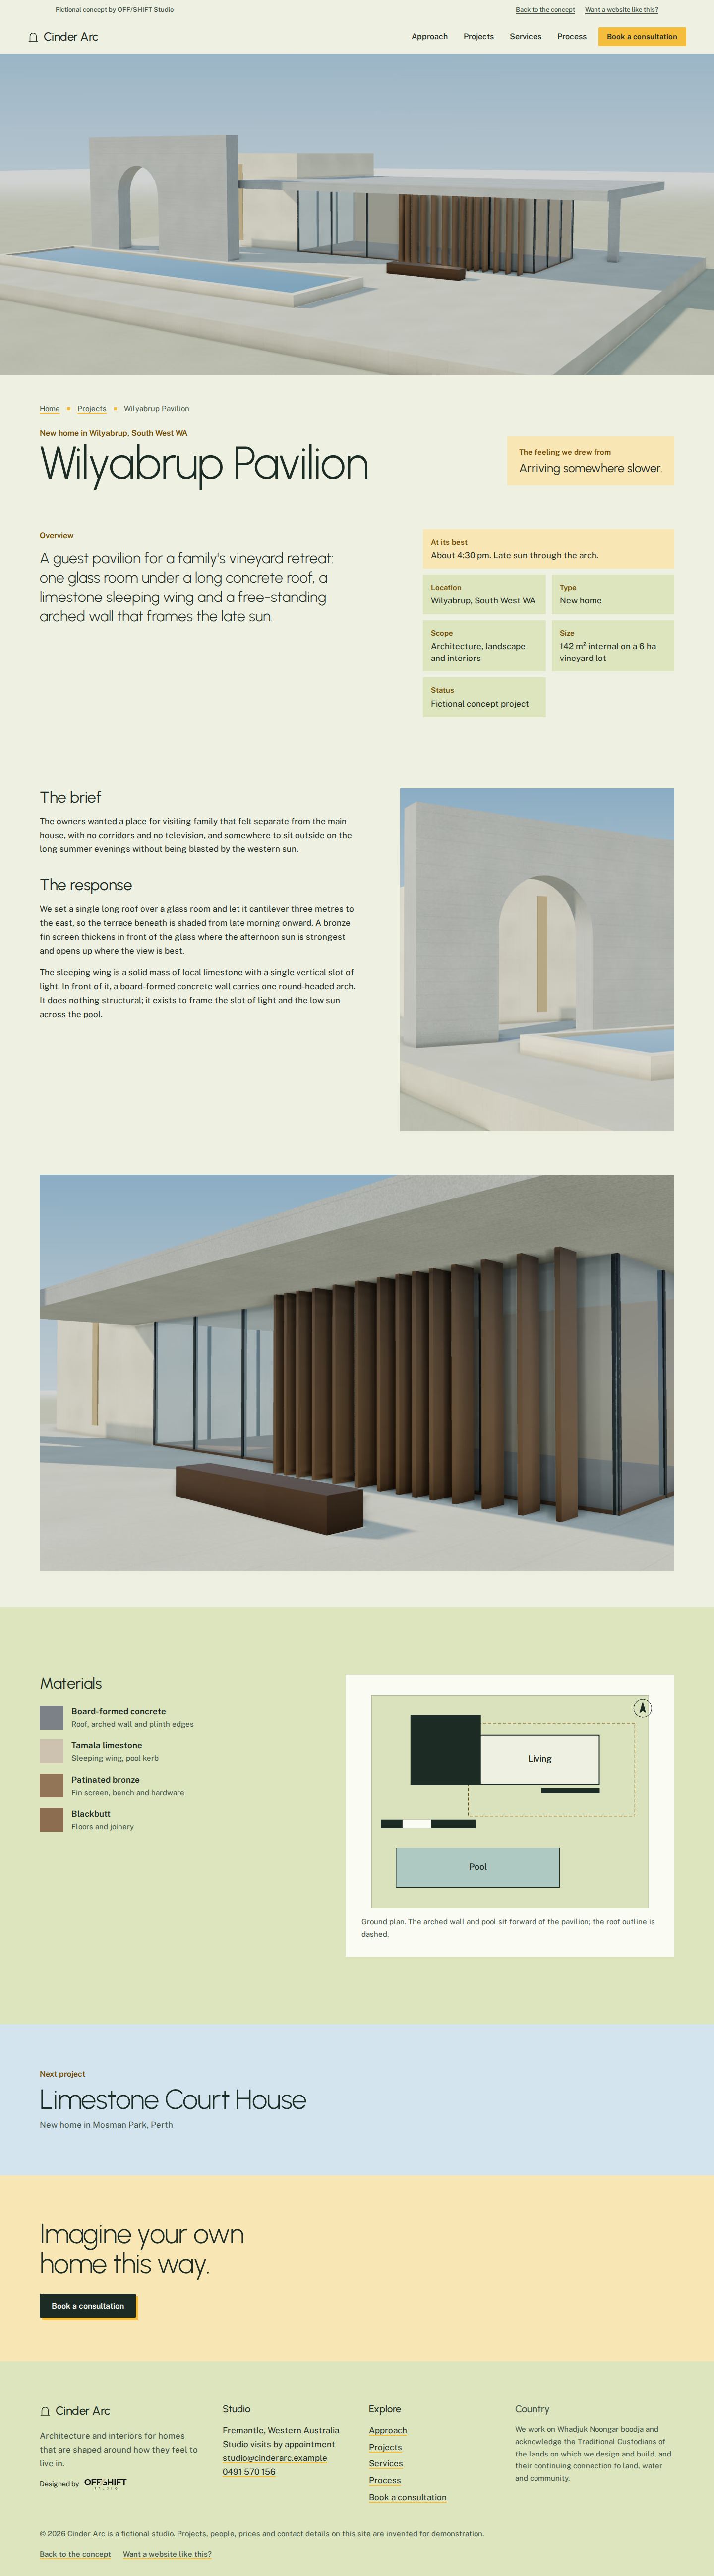 Fictional concept by OFF/SHIFT Studio
Back to the concept
Want a website like this?
Cinder Arc
Approach
Projects
Services
Process
Book a consultation
Home
Projects
Wilyabrup Pavilion
New home in Wilyabrup, South West WA
Wilyabrup Pavilion
The feeling we drew from
Arriving somewhere slower.
Overview
A guest pavilion for a family's vineyard retreat:
one glass room under a long concrete roof, a
limestone sleeping wing and a free-standing
arched wall that frames the late sun.
At its best
About 4:30 pm. Late sun through the arch.
Location
Wilyabrup, South West WA
Type
New home
Scope
Architecture, landscape
and interiors
Size
142 m² internal on a 6 ha
vineyard lot
Status
Fictional concept project
The brief
The owners wanted a place for visiting family that felt separate from the main
house, with no corridors and no television, and somewhere to sit outside on the
long summer evenings without being blasted by the western sun.
The response
We set a single long roof over a glass room and let it cantilever three metres to
the east, so the terrace beneath is shaded from late morning onward. A bronze
fin screen thickens in front of the glass where the afternoon sun is strongest
and opens up where the view is best.
The sleeping wing is a solid mass of local limestone with a single vertical slot of
light. In front of it, a board-formed concrete wall carries one round-headed arch.
It does nothing structural; it exists to frame the slot of light and the low sun
across the pool.
Materials
Board-formed concrete
Roof, arched wall and plinth edges
Tamala limestone
Sleeping wing, pool kerb
Patinated bronze
Fin screen, bench and hardware
Blackbutt
Floors and joinery
Living
Pool
Ground plan. The arched wall and pool sit forward of the pavilion; the roof outline is
dashed.
Next project
Limestone Court House
New home in Mosman Park, Perth
Imagine your own
home this way.
Book a consultation
Cinder Arc
Architecture and interiors for homes
that are shaped around how they feel to
live in.
Designed by OFF/SHIFT
Studio
Fremantle, Western Australia
Studio visits by appointment
studio@cinderarc.example
0491 570 156
Explore
Approach
Projects
Services
Process
Book a consultation
Country
We work on Whadjuk Noongar boodja and
acknowledge the Traditional Custodians of
the lands on which we design and build, and
their continuing connection to land, water
and community.
© 2026 Cinder Arc is a fictional studio. Projects, people, prices and contact details on this site are invented for demonstration.
Back to the concept
Want a website like this?